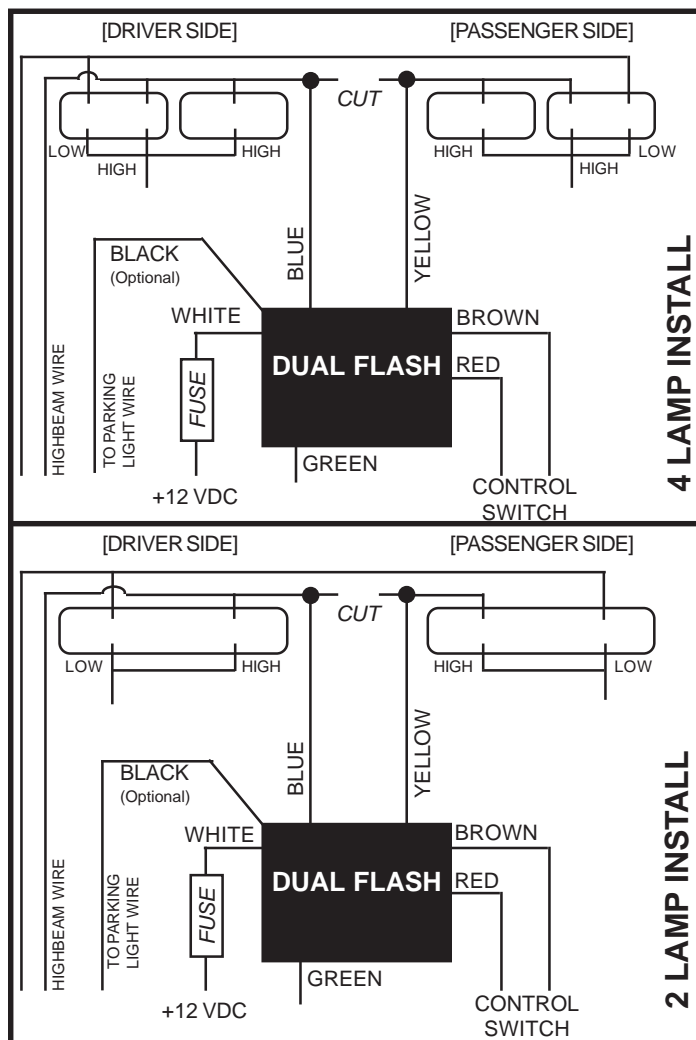 [DRIVER SIDE]
[PASSENGER SIDE]
CUT
LOW
HIGH
HIGH
HIGH
HIGH
LOW
BLUE
YELLOW
BLACK
(Optional)
WHITE
BROWN
DUAL FLASH
RED
FUSE
HIGHBEAM WIRE
TO PARKING
LIGHT WIRE
GREEN
+12 VDC
CONTROL
SWITCH
4 LAMP INSTALL
[DRIVER SIDE]
[PASSENGER SIDE]
CUT
LOW
HIGH
HIGH
LOW
BLUE
YELLOW
BLACK
(Optional)
WHITE
BROWN
DUAL FLASH
RED
FUSE
HIGHBEAM WIRE
TO PARKING
LIGHT WIRE
GREEN
+12 VDC
CONTROL
SWITCH
2 LAMP INSTALL